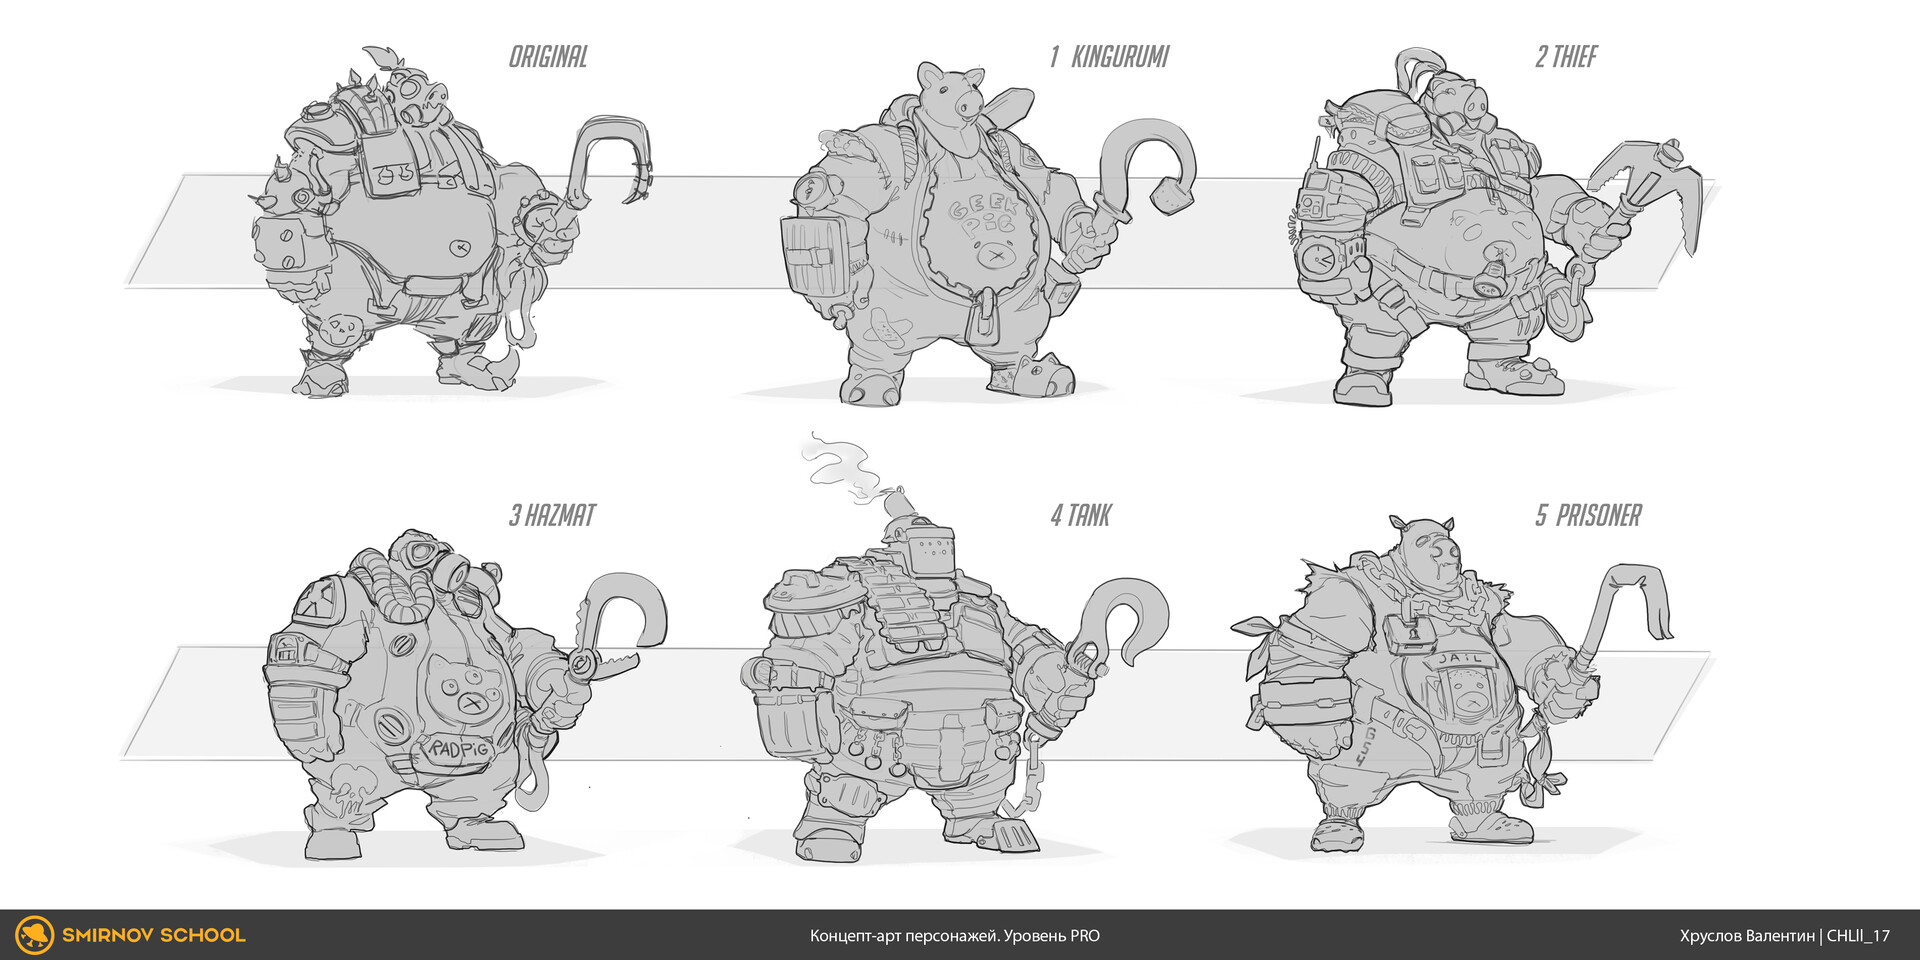 ORIGINAL
1 KINGURUMI
2 THIEF
GEEK
PIG
3 HAZMAT
4 TANK
5 PRISONER
RADPIG
JAIL
SMIRNOV SCHOOL
Концепт-арт персонажей. Уровень PRO
Хруслов Валентин | CHLII_17